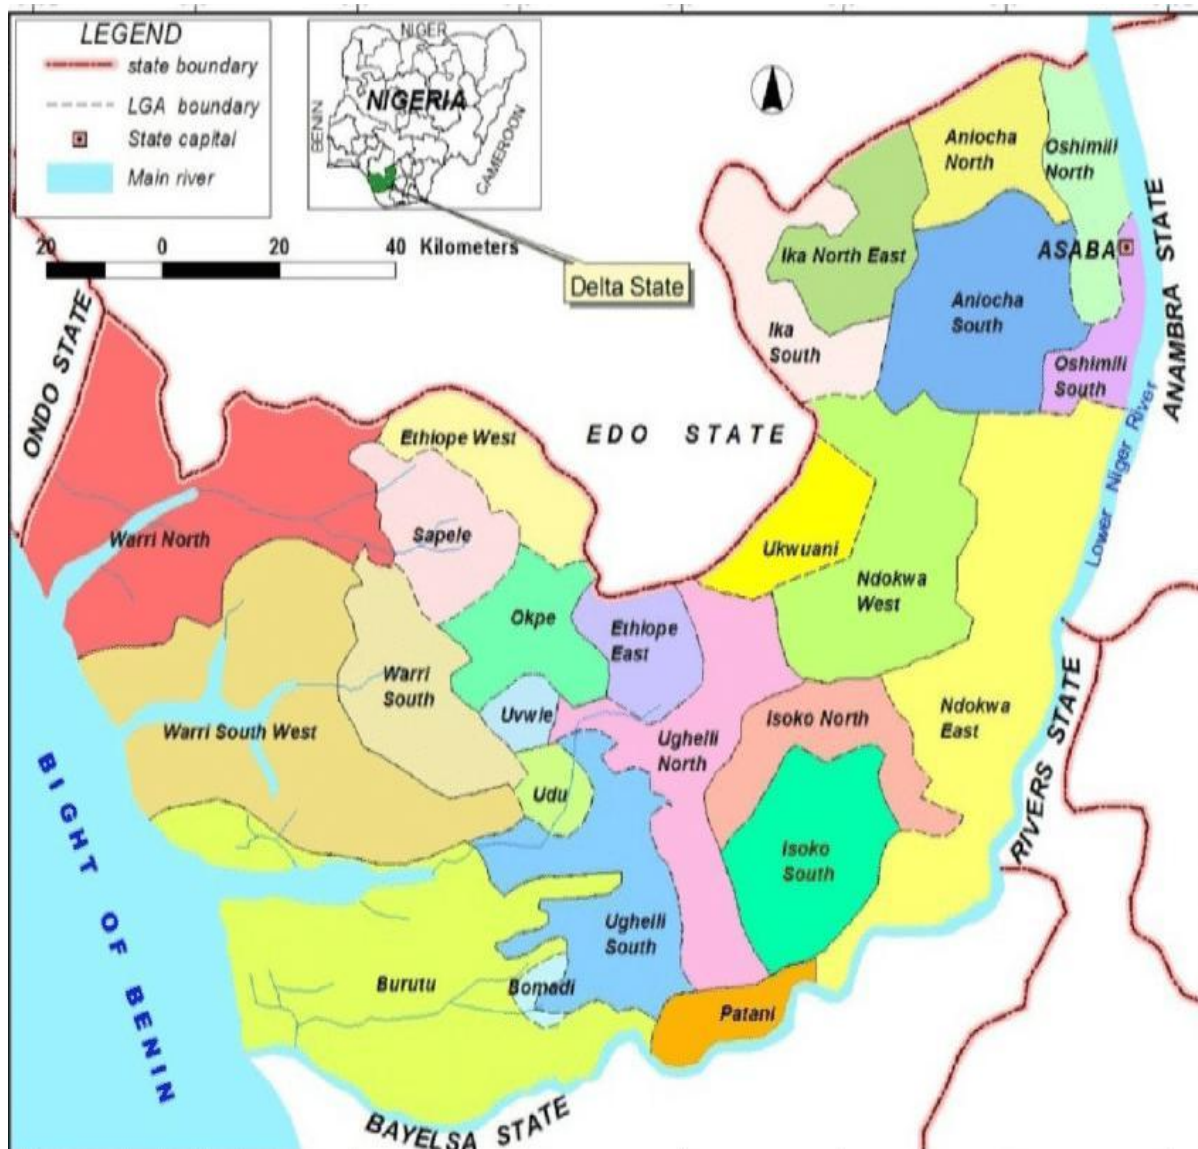 LEGEND
state boundary
LGA boundary
State capital
Main river
NIGER
NIGERIA
BENIN
CAMEROON
20 0 20 40 Kilometers
Delta State
Aniocha
North
Oshimili
North
Ika North East
ASABA
Aniocha
South
Ika
South
Oshimili
South
ANAMBRA STATE
Lower Niger River
ONDO STATE
EDO STATE
Ethiope West
Sapele
Warri North
Ukwuani
Ndokwa
West
Okpe
Ethiope
East
Warri
South
Uvwie
Warri South West
Ughelli
North
Isoko North
Ndokwa
East
Udu
Isoko
South
RIVERS STATE
Ughelli
South
Burutu
Bomadi
Patani
BIGHT OF BENIN
BAYELSA STATE